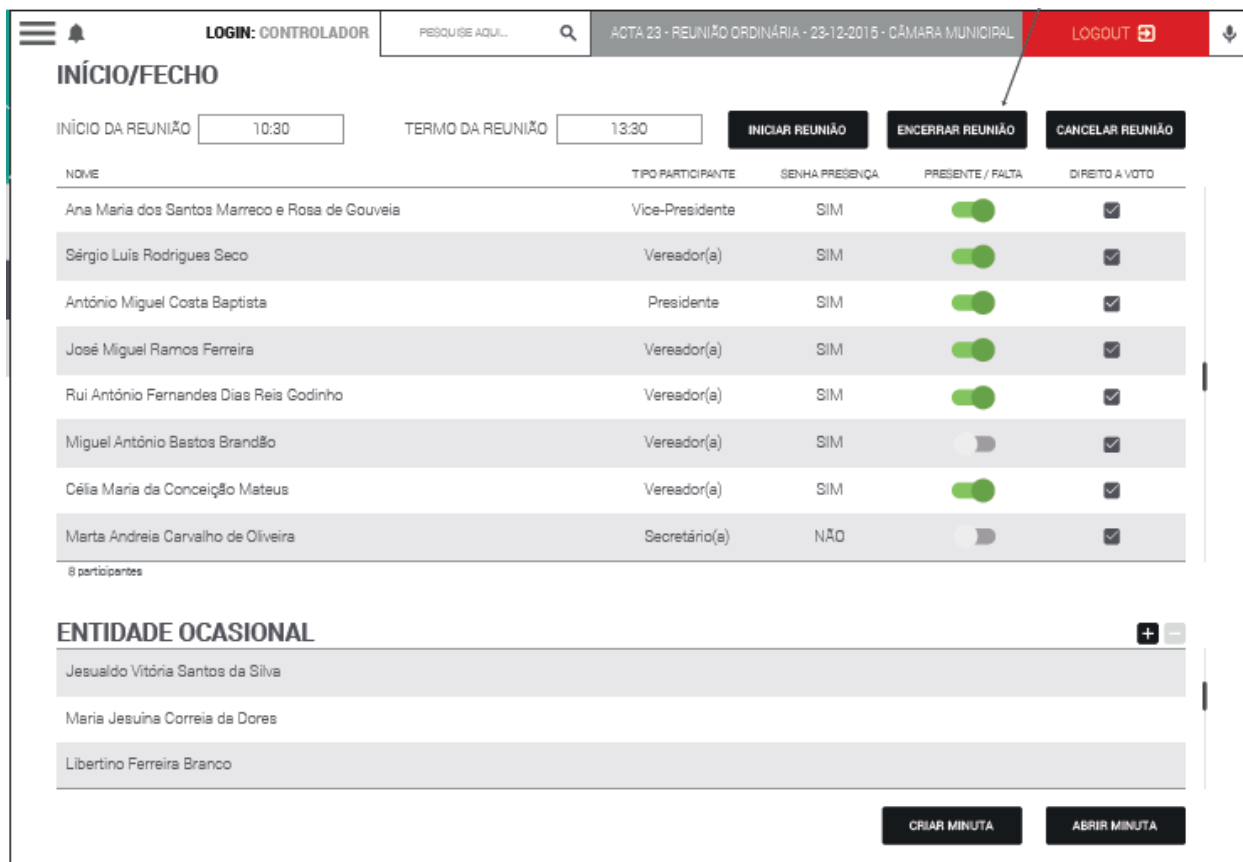 LOGIN: CONTROLADOR PESQUISE AQUI... ACTA 23 - REUNIÃO ORDINÁRIA - 23-12-2015 - CÂMARA MUNICIPAL LOGOUT
INÍCIO/FECHO
INÍCIO DA REUNIÃO 10:30 TERMO DA REUNIÃO 13:30 INICIAR REUNIÃO ENCERRAR REUNIÃO CANCELAR REUNIÃO
NOME TIPO PARTICIPANTE SENHA PRESENÇA PRESENTE / FALTA DIREITO A VOTO
Ana Maria dos Santos Marreco e Rosa de Gouveia Vice-Presidente SIM
Sérgio Luís Rodrigues Seco Vereador(a) SIM
António Miguel Costa Baptista Presidente SIM
José Miguel Ramos Ferreira Vereador(a) SIM
Rui António Fernandes Dias Reis Godinho Vereador(a) SIM
Miguel António Bastos Brandão Vereador(a) SIM
Célia Maria da Conceição Mateus Vereador(a) SIM
Marta Andreia Carvalho de Oliveira Secretário(a) NÃO
8 participantes
ENTIDADE OCASIONAL
Jesualdo Vitória Santos da Silva
Maria Jesuina Correia da Dores
Libertino Ferreira Branco
CRIAR MINUTA ABRIR MINUTA